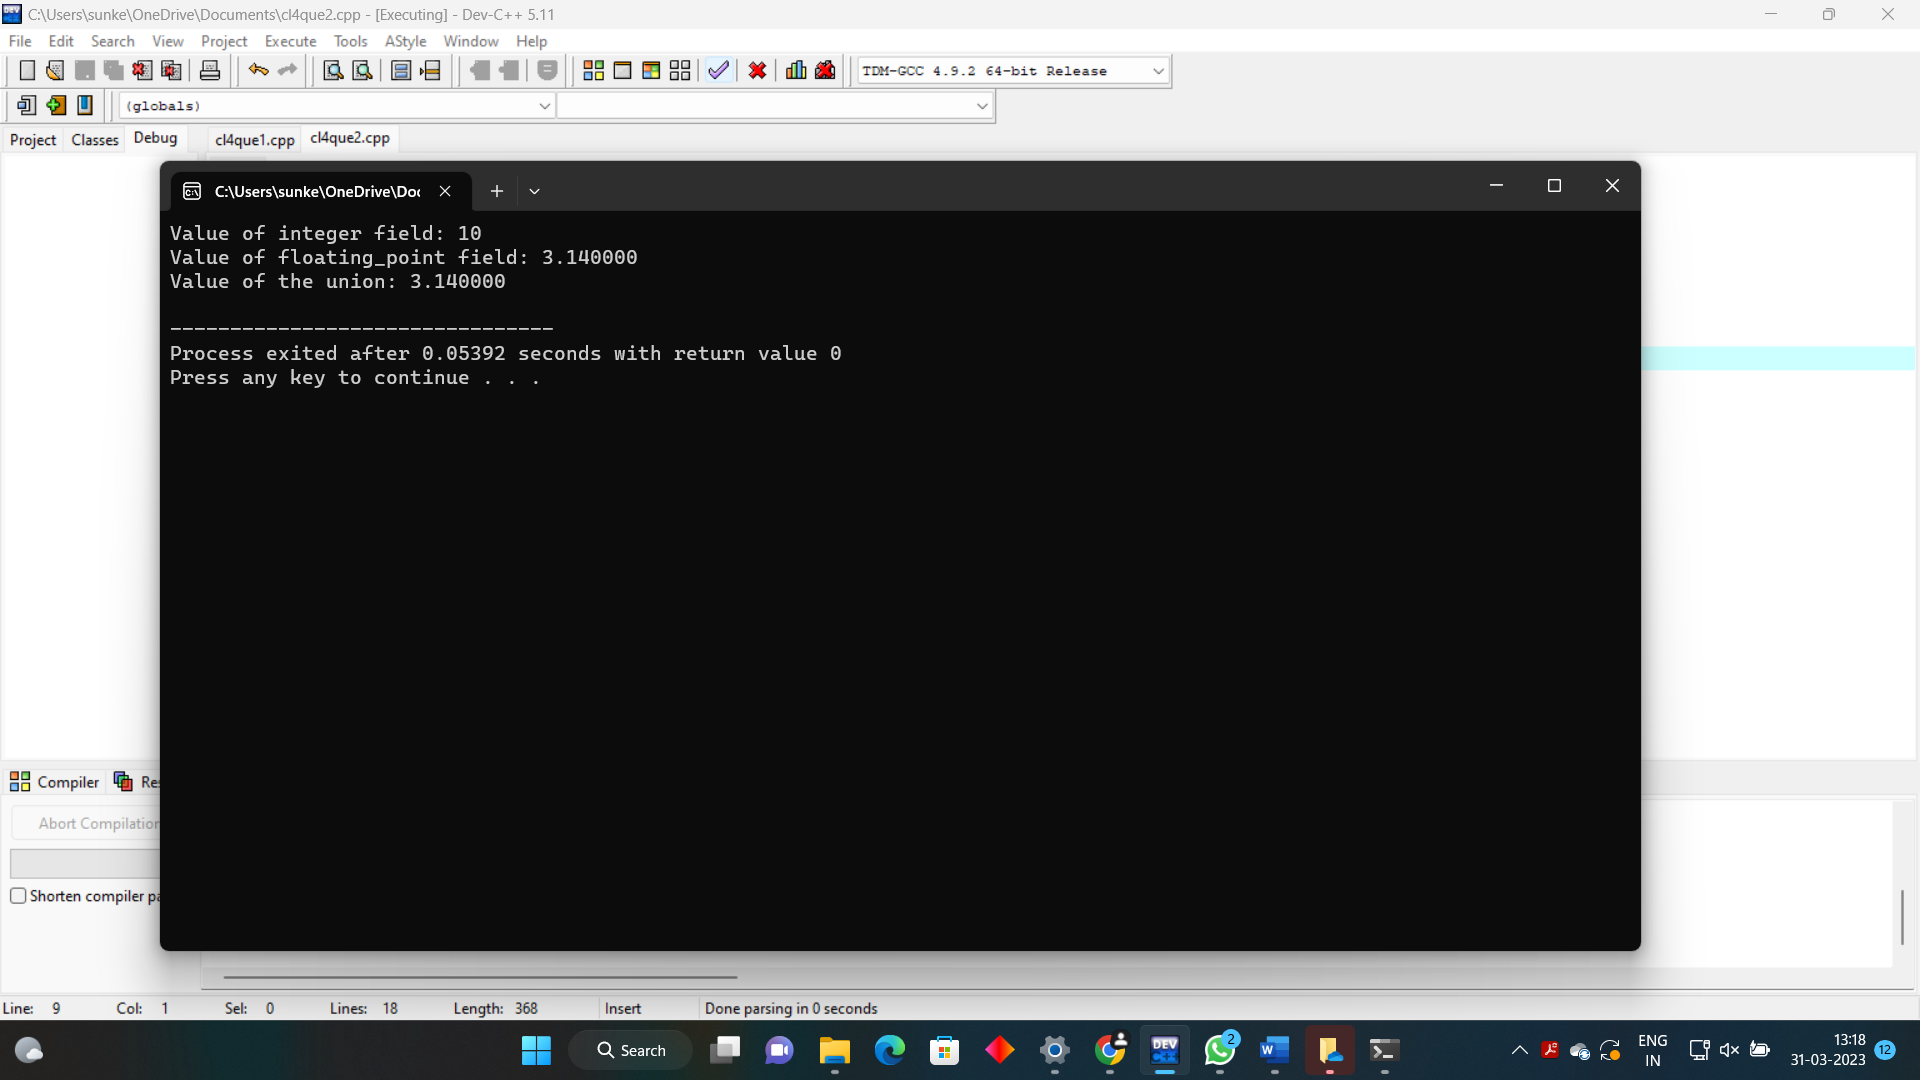 C:\Users\sunke\OneDrive\Documents\cl4que2.cpp - [Executing] - Dev-C++ 5.11
File Edit Search View Project Execute Tools AStyle Window Help
TDM-GCC 4.9.2 64-bit Release
(globals)
Project Classes Debug cl4que1.cpp cl4que2.cpp
C:\Users\sunke\OneDrive\Doc
Value of integer field: 10
Value of floating_point field: 3.140000
Value of the union: 3.140000
--------------------------------
Process exited after 0.05392 seconds with return value 0
Press any key to continue . . .
Compiler Res
Abort Compilation
Shorten compiler pa
Line: 9 Col: 1 Sel: 0 Lines: 18 Length: 368 Insert Done parsing in 0 seconds
Search
DEV C++
2
W
ENG
IN
13:18
31-03-2023
12